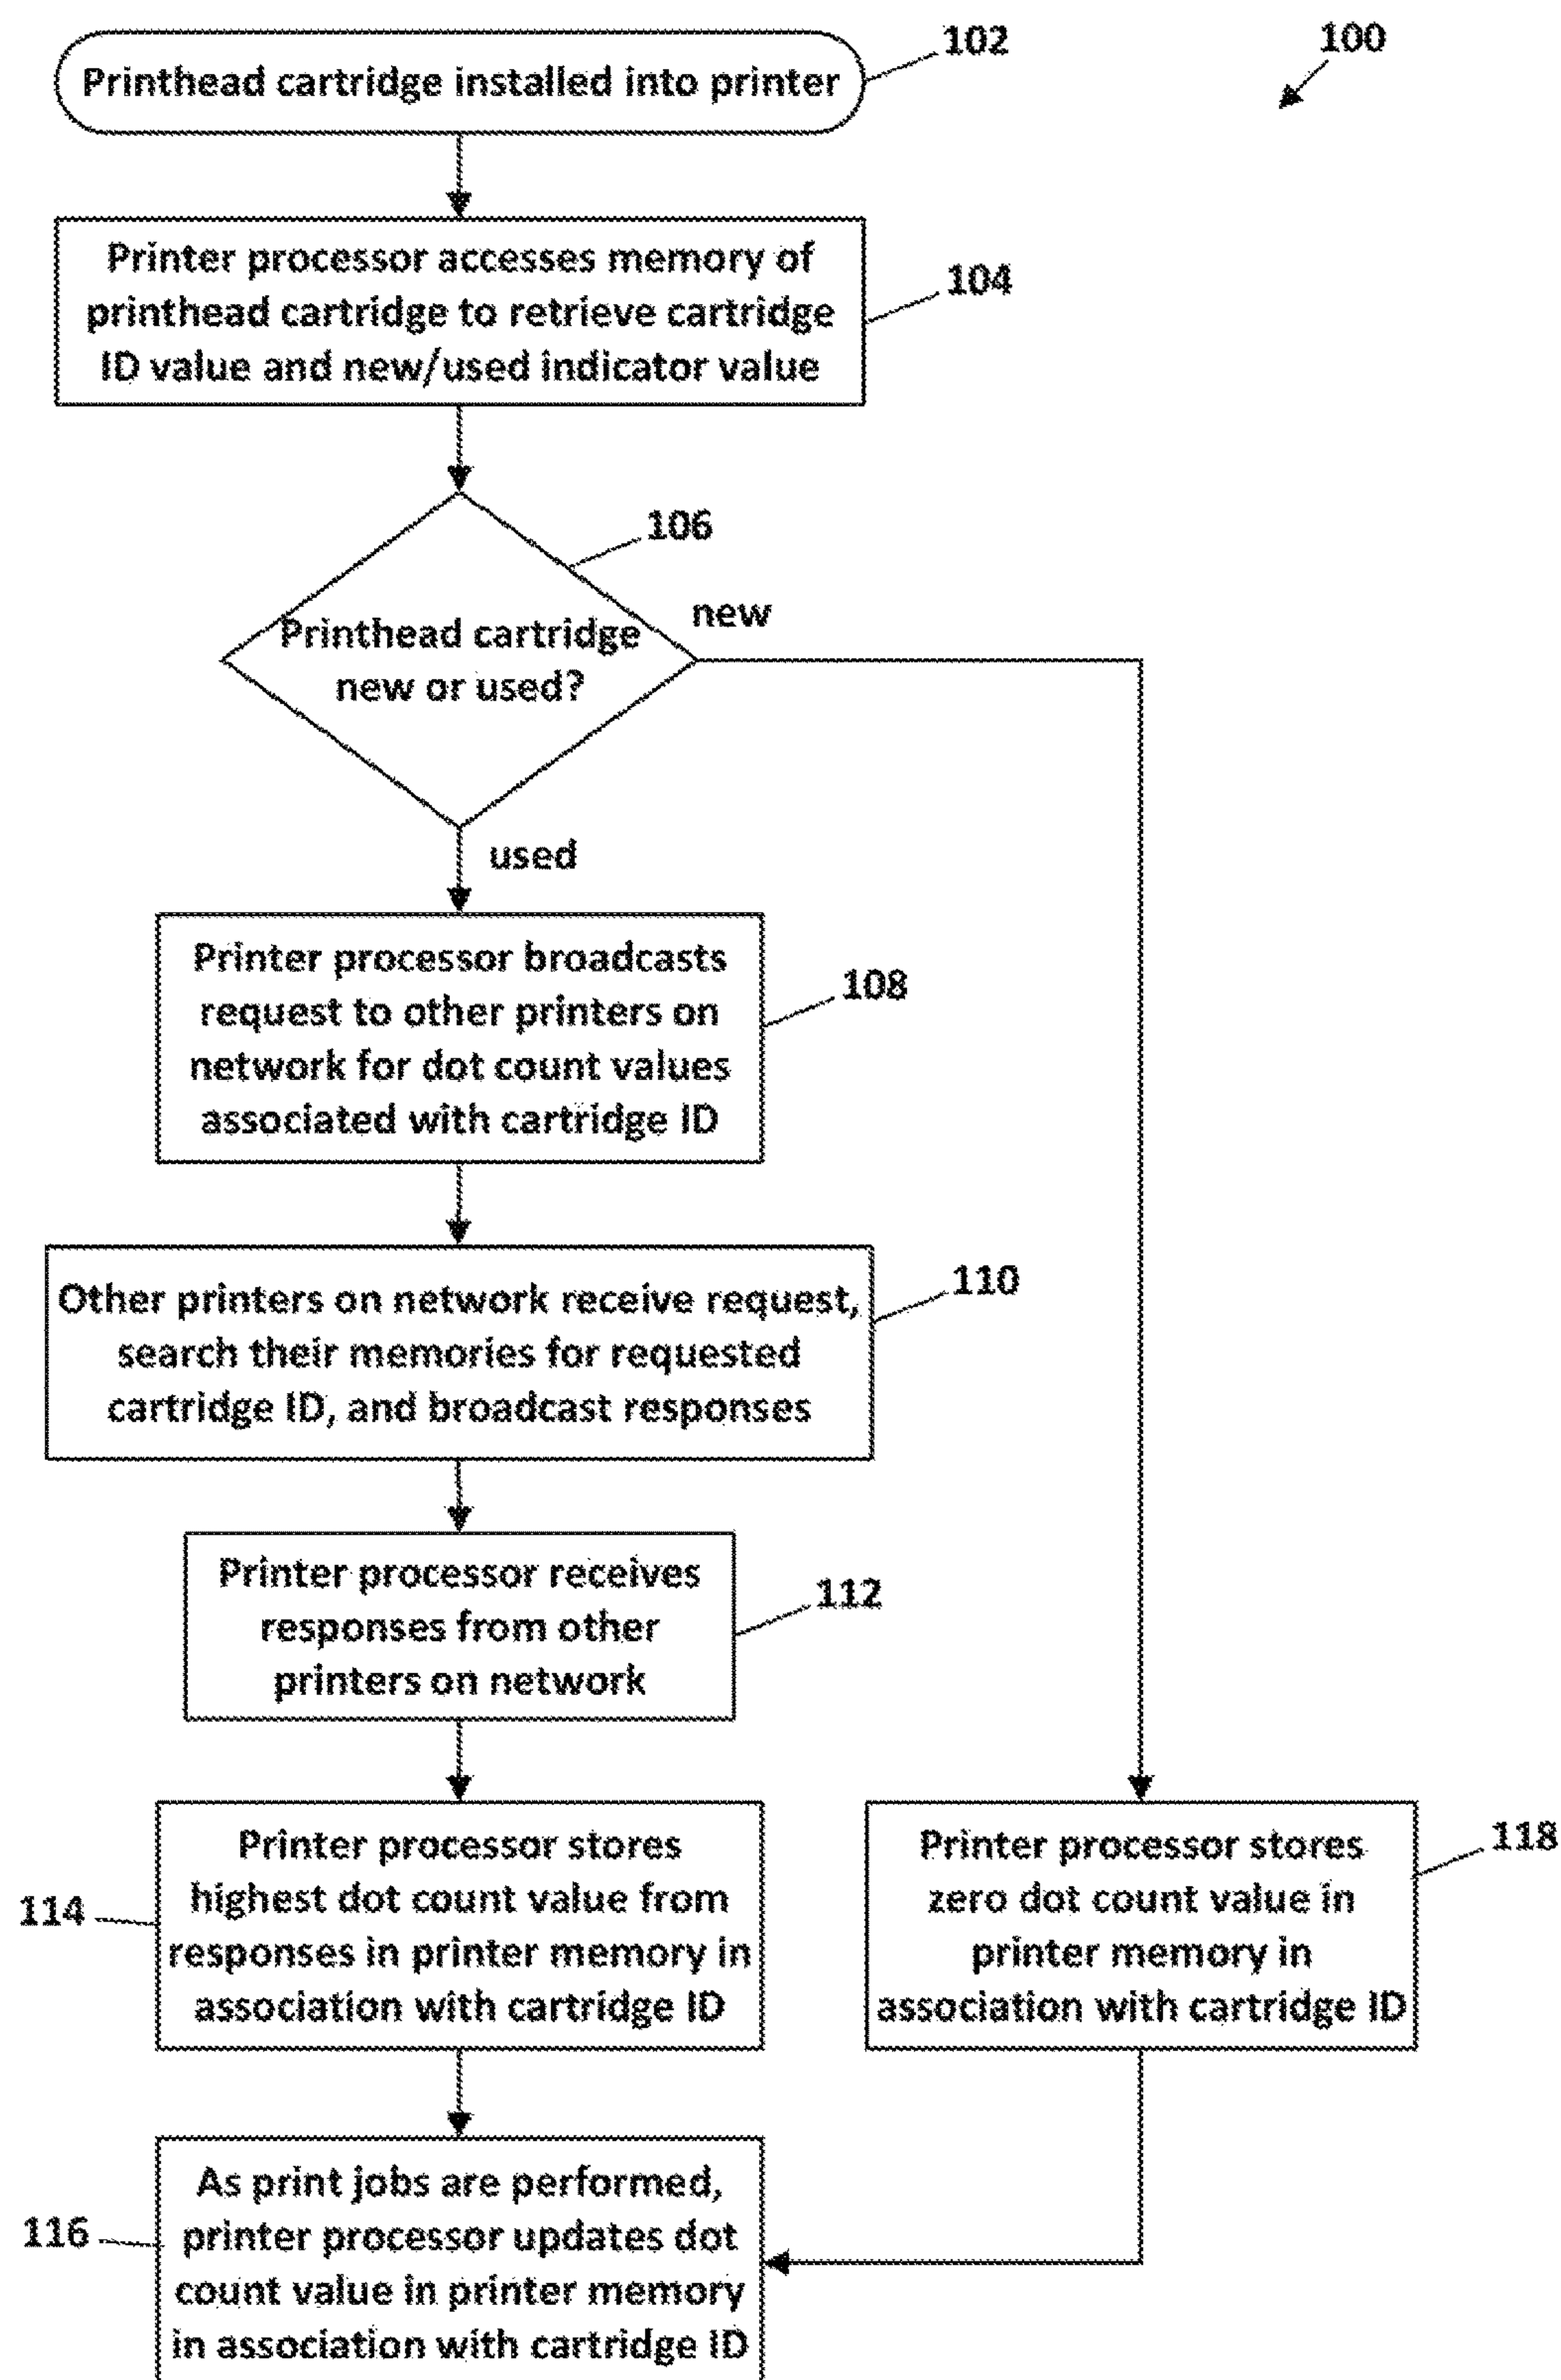 100
Printhead cartridge installed into printer
102
Printer processor accesses memory of
printhead cartridge to retrieve cartridge
ID value and new/used indicator value
104
106
Printhead cartridge
new or used?
new
used
Printer processor broadcasts
request to other printers on
network for dot count values
associated with cartridge ID
108
Other printers on network receive request,
search their memories for requested
cartridge ID, and broadcast responses
110
Printer processor receives
responses from other
printers on network
112
Printer processor stores
highest dot count value from
responses in printer memory in
association with cartridge ID
114
Printer processor stores
zero dot count value in
printer memory in
association with cartridge ID
118
As print jobs are performed,
printer processor updates dot
count value in printer memory
in association with cartridge ID
116